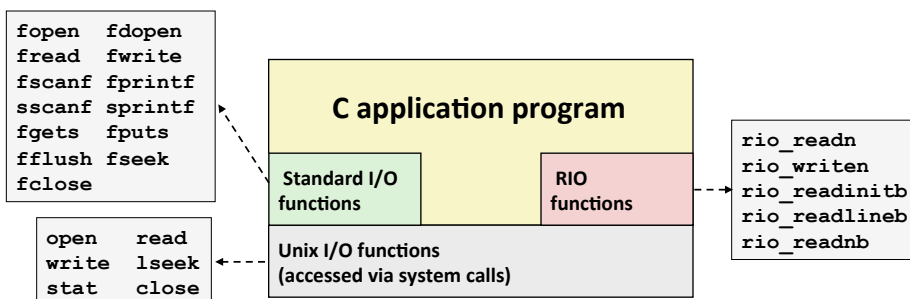 fopen fdopen
fread fwrite
fscanf fprintf
sscanf sprintf
fgets fputs
fflush fseek
fclose
C application program
Standard I/O
functions
RIO
functions
rio_readn
rio_writen
rio_readinitb
rio_readlineb
rio_readnb
open read
write lseek
stat close
Unix I/O functions
(accessed via system calls)